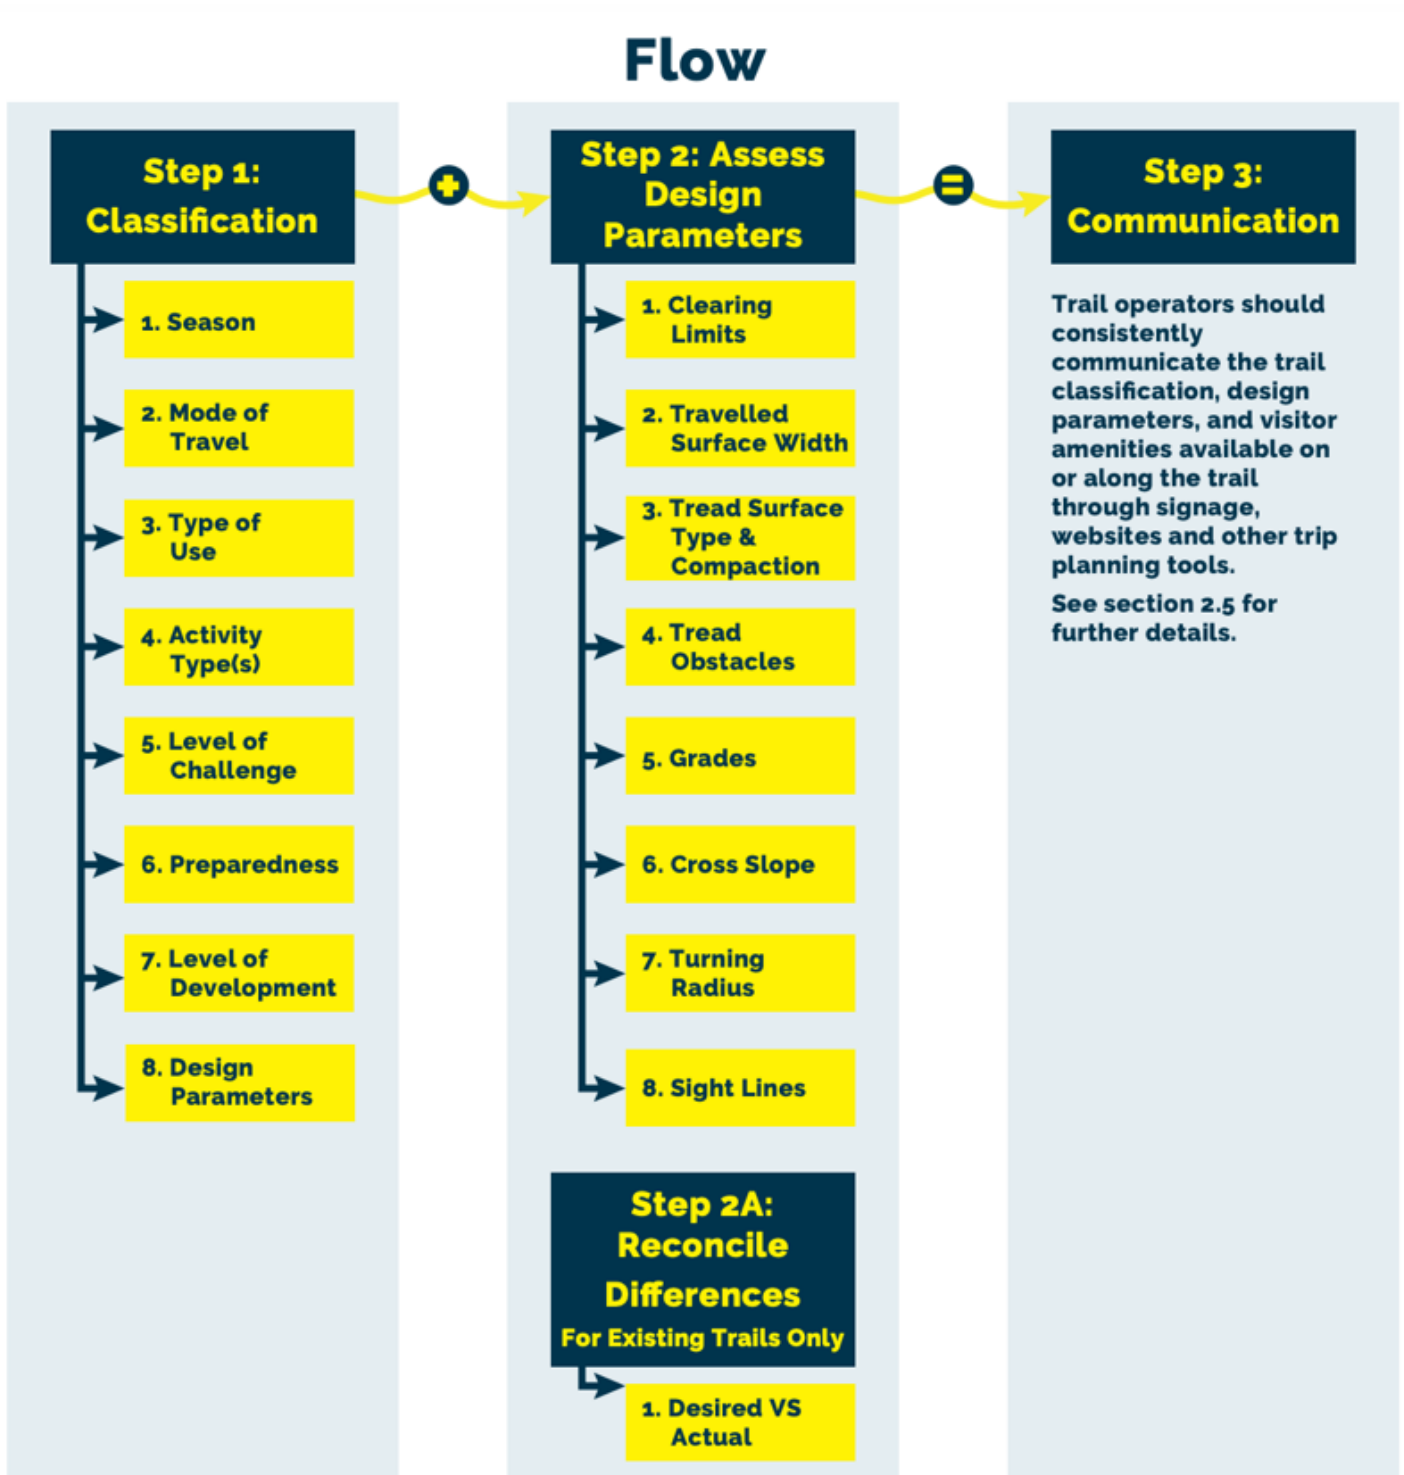 Flow
Step 1:
Classification
1. Season
2. Mode of
Travel
3. Type of
Use
4. Activity
Type(s)
5. Level of
Challenge
6. Preparedness
7. Level of
Development
8. Design
Parameters
+
Step 2: Assess
Design
Parameters
1. Clearing
Limits
2. Travelled
Surface Width
3. Tread Surface
Type &
Compaction
4. Tread
Obstacles
5. Grades
6. Cross Slope
7. Turning
Radius
8. Sight Lines
Step 2A:
Reconcile
Differences
For Existing Trails Only
1. Desired VS
Actual
=
Step 3:
Communication
Trail operators should
consistently
communicate the trail
classification, design
parameters, and visitor
amenities available on
or along the trail
through signage,
websites and other trip
planning tools.
See section 2.5 for
further details.